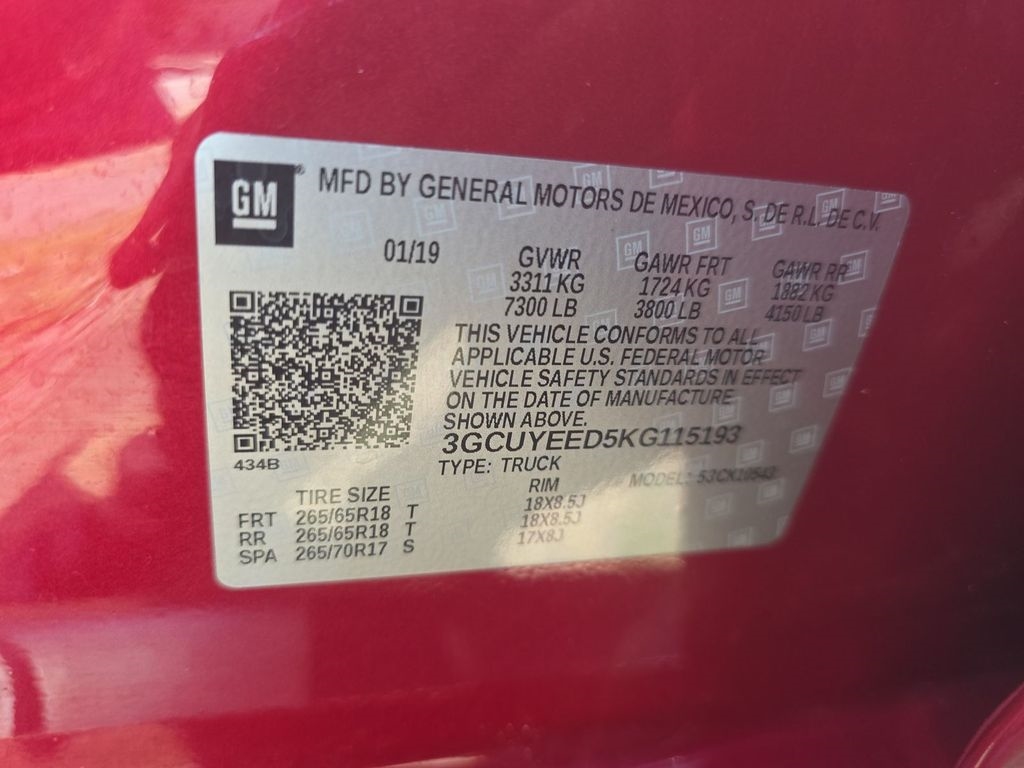 GM ® MFD BY GENERAL MOTORS DE MEXICO, S. DE R.L. DE C.V.
01/19 GVWR GAWR FRT GAWR RR
3311 KG 1724 KG 1882 KG
7300 LB 3800 LB 4150 LB
THIS VEHICLE CONFORMS TO ALL
APPLICABLE U.S. FEDERAL MOTOR
VEHICLE SAFETY STANDARDS IN EFFECT
ON THE DATE OF MANUFACTURE
SHOWN ABOVE.
3GCUYEED5KG115193
434B
TYPE: TRUCK
MODEL: 53CK10543
TIRE SIZE RIM
FRT 265/65R18 T 18X8.5J
RR 265/65R18 T 18X8.5J
SPA 265/70R17 S 17X8J